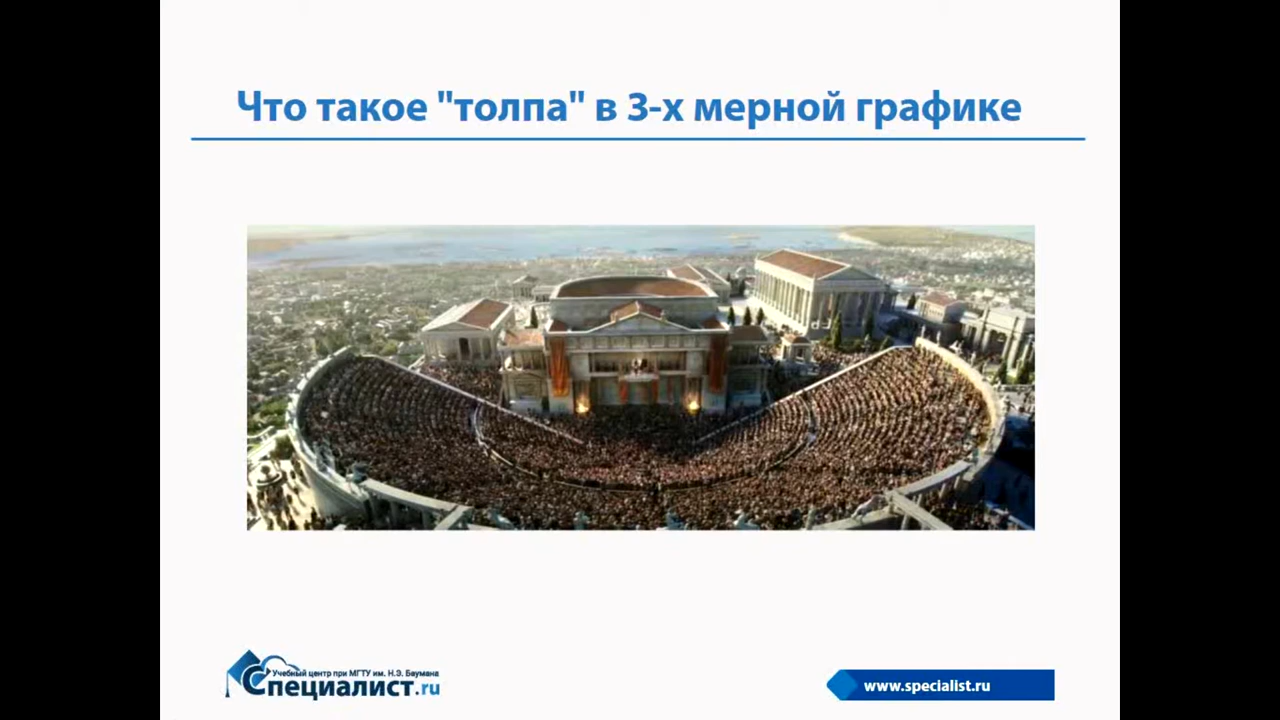 Что такое "толпа" в 3-х мерной графике
Учебный центр при МГТУ им. Н.Э. Баумана
Специалист.ru
www.specialist.ru